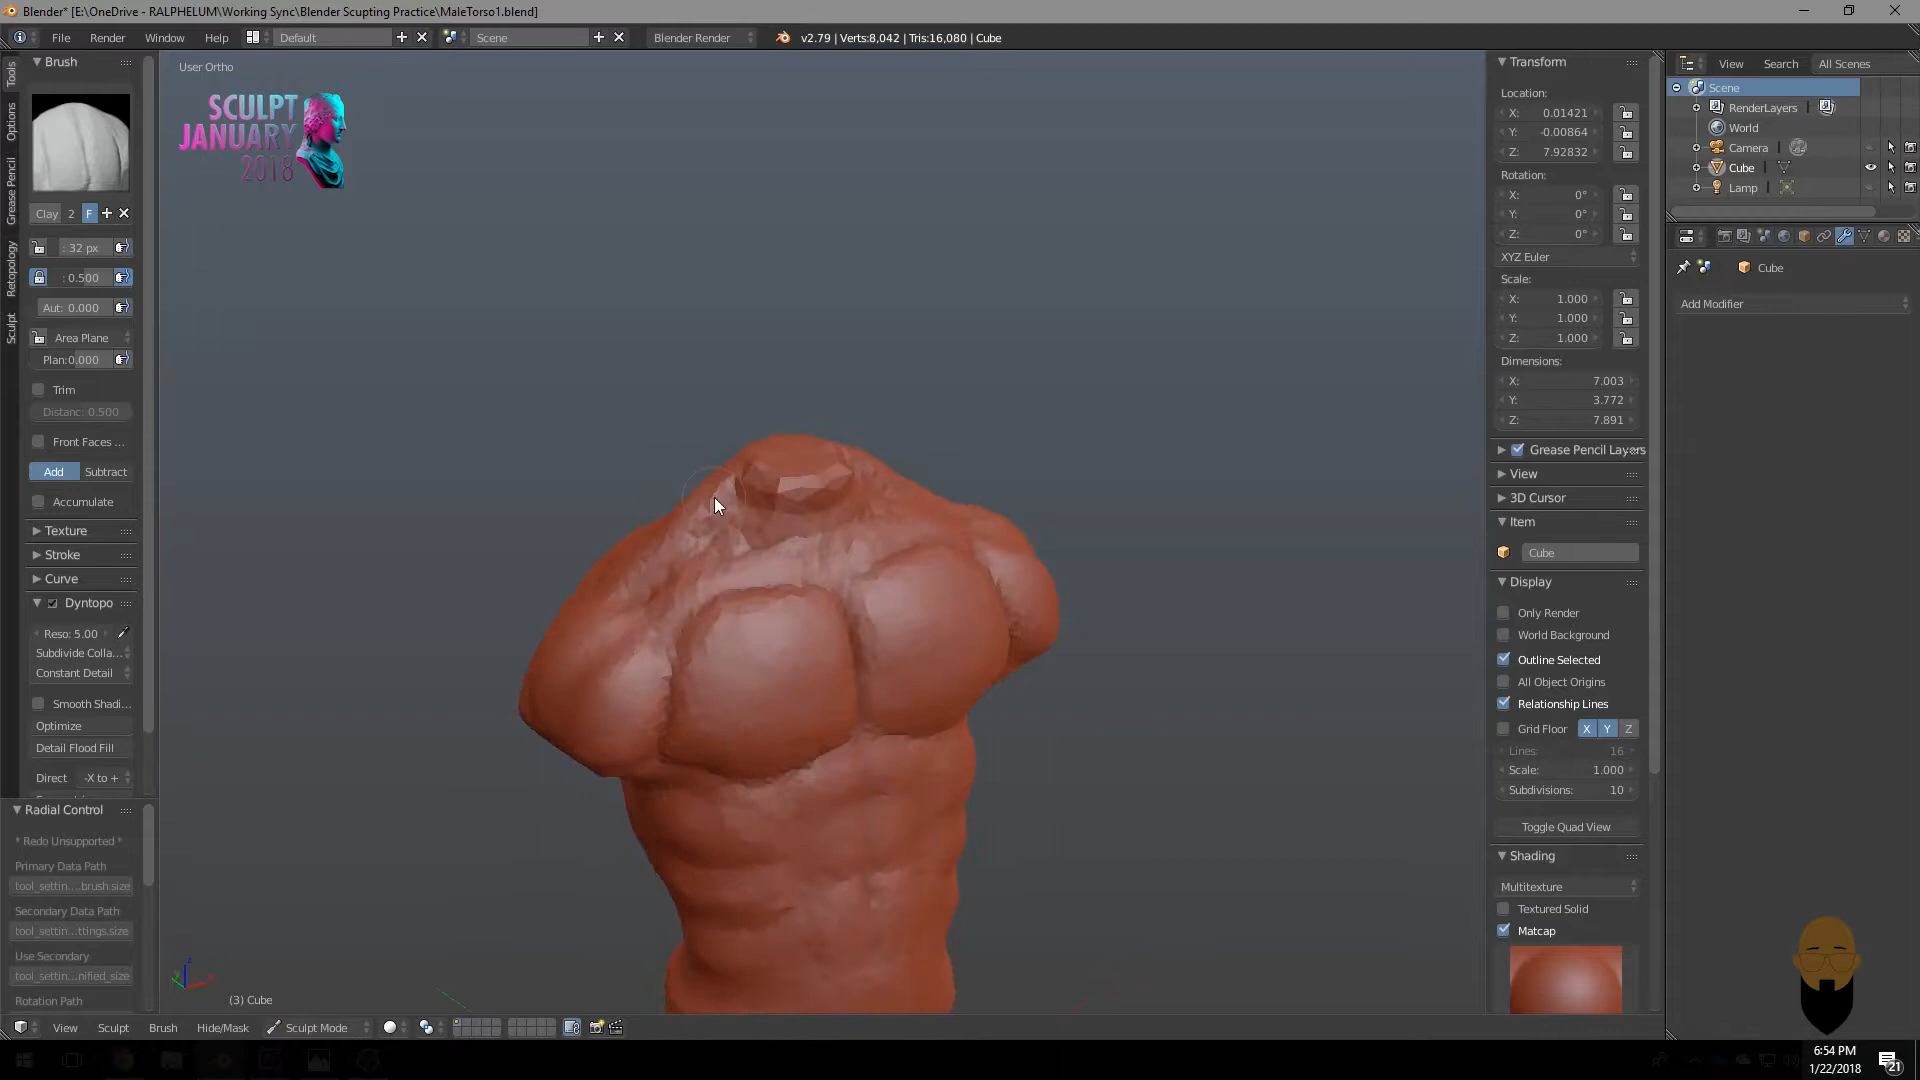 Blender* [E:\OneDrive - RALPHELUM\Working Sync\Blender Scupting Practice\MaleTorso1.blend]
File Render Window Help Default Scene Blender Render v2.79 | Verts:8,042 | Tris:16,080 | Cube
Tools
Options
Grease Pencil
Retopology
Sculpt
Brush
Clay 2 F
: 32 px
: 0.500
Aut: 0.000
Area Plane
Plan:0.000
Trim
Distanc: 0.500
Front Faces ...
Add Subtract
Accumulate
Texture
Stroke
Curve
Dyntopo
Reso: 5.00
Subdivide Colla...
Constant Detail
Smooth Shadi...
Optimize
Detail Flood Fill
Direct -X to +
Radial Control
* Redo Unsupported *
Primary Data Path
tool_settin....brush.size
Secondary Data Path
tool_settin...ttings.size
Use Secondary
tool_settin...nified_size
Rotation Path
User Ortho
SCULPT
JANUARY
2018
(3) Cube
View Sculpt Brush Hide/Mask Sculpt Mode
Transform
Location:
X: 0.01421
Y: -0.00864
Z: 7.92832
Rotation:
X: 0°
Y: 0°
Z: 0°
XYZ Euler
Scale:
X: 1.000
Y: 1.000
Z: 1.000
Dimensions:
X: 7.003
Y: 3.772
Z: 7.891
Grease Pencil Layers
View
3D Cursor
Item
Cube
Display
Only Render
World Background
Outline Selected
All Object Origins
Relationship Lines
Grid Floor X Y Z
Lines: 16
Scale: 1.000
Subdivisions: 10
Toggle Quad View
Shading
Multitexture
Textured Solid
Matcap
View Search All Scenes
Scene
RenderLayers
World
Camera
Cube
Lamp
Cube
Add Modifier
6:54 PM
1/22/2018
21